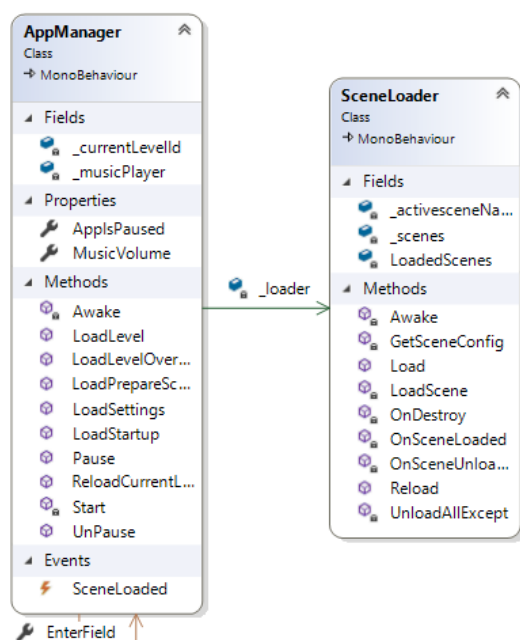 AppManager
Class
MonoBehaviour
Fields
_currentLevelId
_musicPlayer
Properties
AppIsPaused
MusicVolume
Methods
Awake
LoadLevel
LoadLevelOver...
LoadPrepareSc...
LoadSettings
LoadStartup
Pause
ReloadCurrentL...
Start
UnPause
Events
SceneLoaded
EnterField
_loader
SceneLoader
Class
MonoBehaviour
Fields
_activesceneNa...
_scenes
LoadedScenes
Methods
Awake
GetSceneConfig
Load
LoadScene
OnDestroy
OnSceneLoaded
OnSceneUnloa...
Reload
UnloadAllExcept